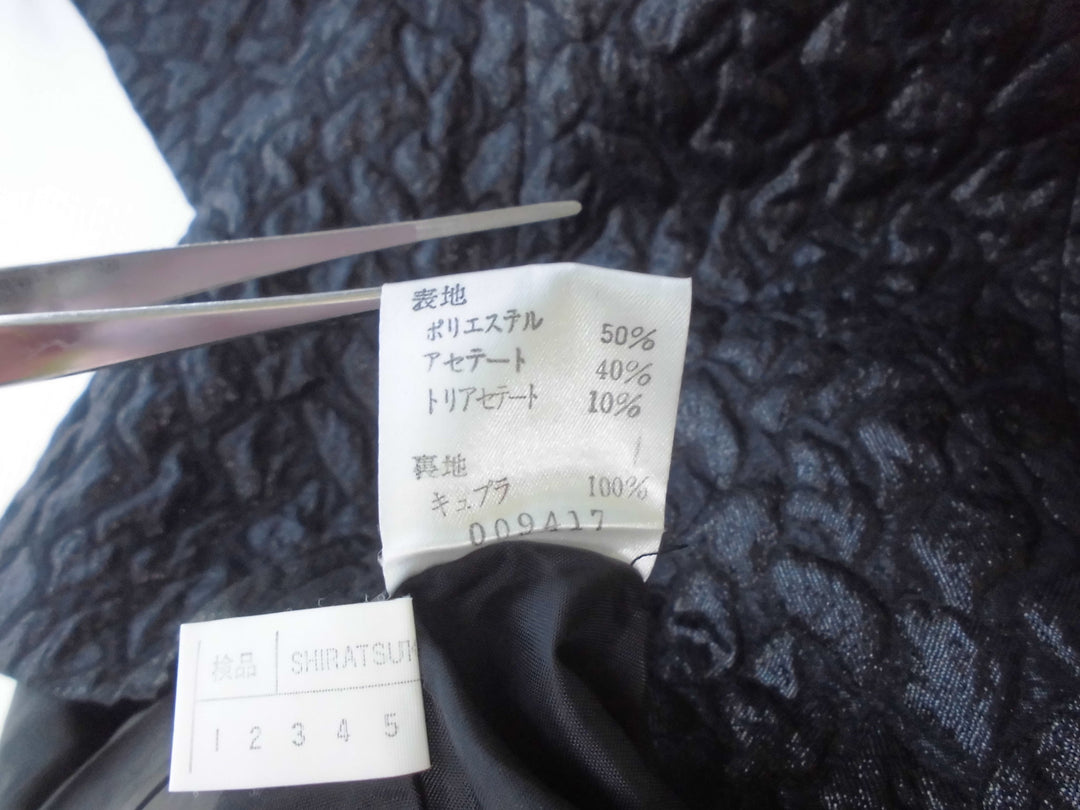 表地
ポリエステル 50%
アセテート 40%
トリアセテート 10%
裏地
キュプラ 100%
009417
検品 SHIRATSU
1 2 3 4 5